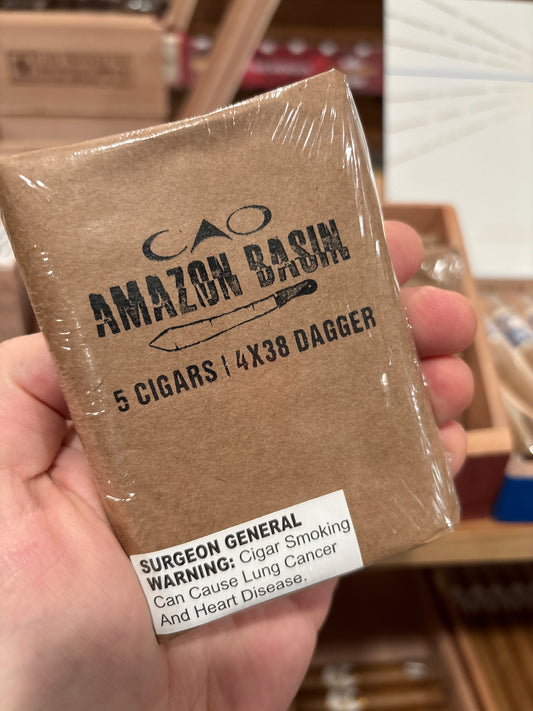 CAO
AMAZON BASIN
5 CIGARS | 4X38 DAGGER
SURGEON GENERAL
WARNING: Cigar Smoking
Can Cause Lung Cancer
And Heart Disease.